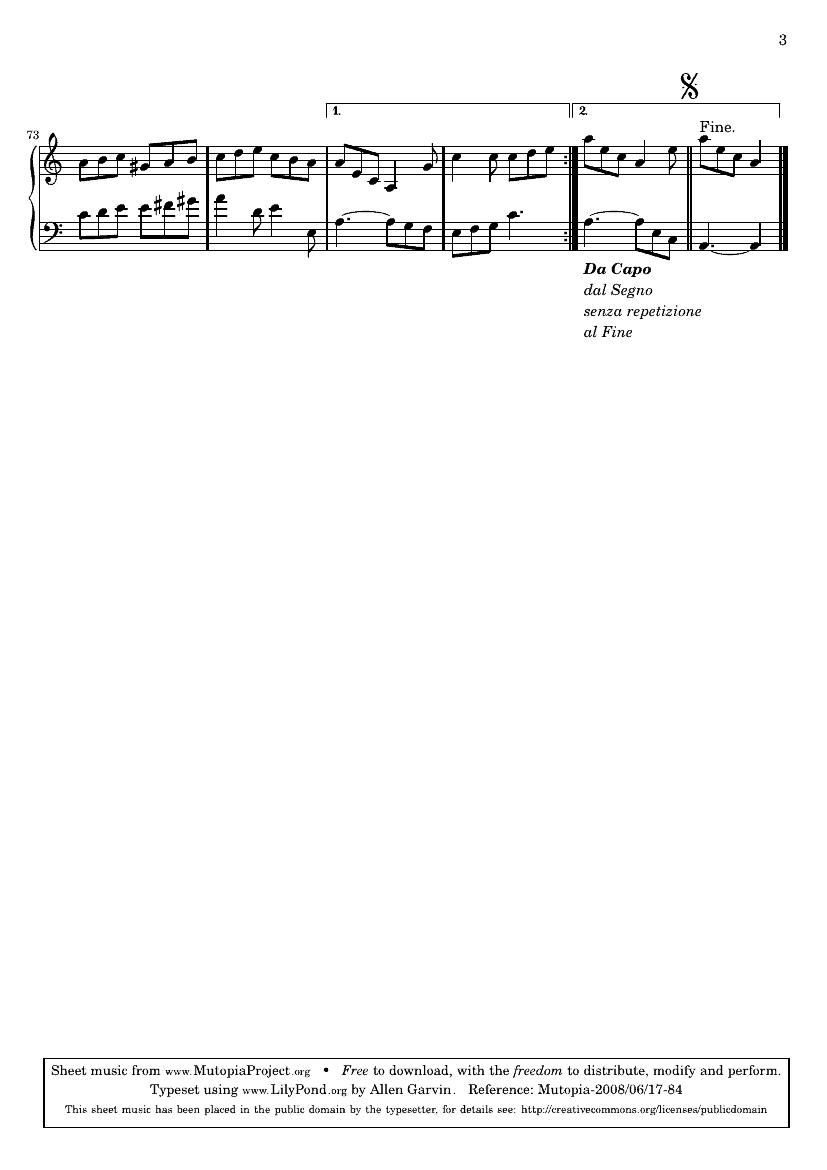 3
1.
2.
Fine.
73
Da Capo
dal Segno
senza repetizione
al Fine
Sheet music from www.MutopiaProject.org • Free to download, with the freedom to distribute, modify and perform.
Typeset using www.LilyPond.org by Allen Garvin. Reference: Mutopia-2008/06/17-84
This sheet music has been placed in the public domain by the typesetter, for details see: http://creativecommons.org/licenses/publicdomain